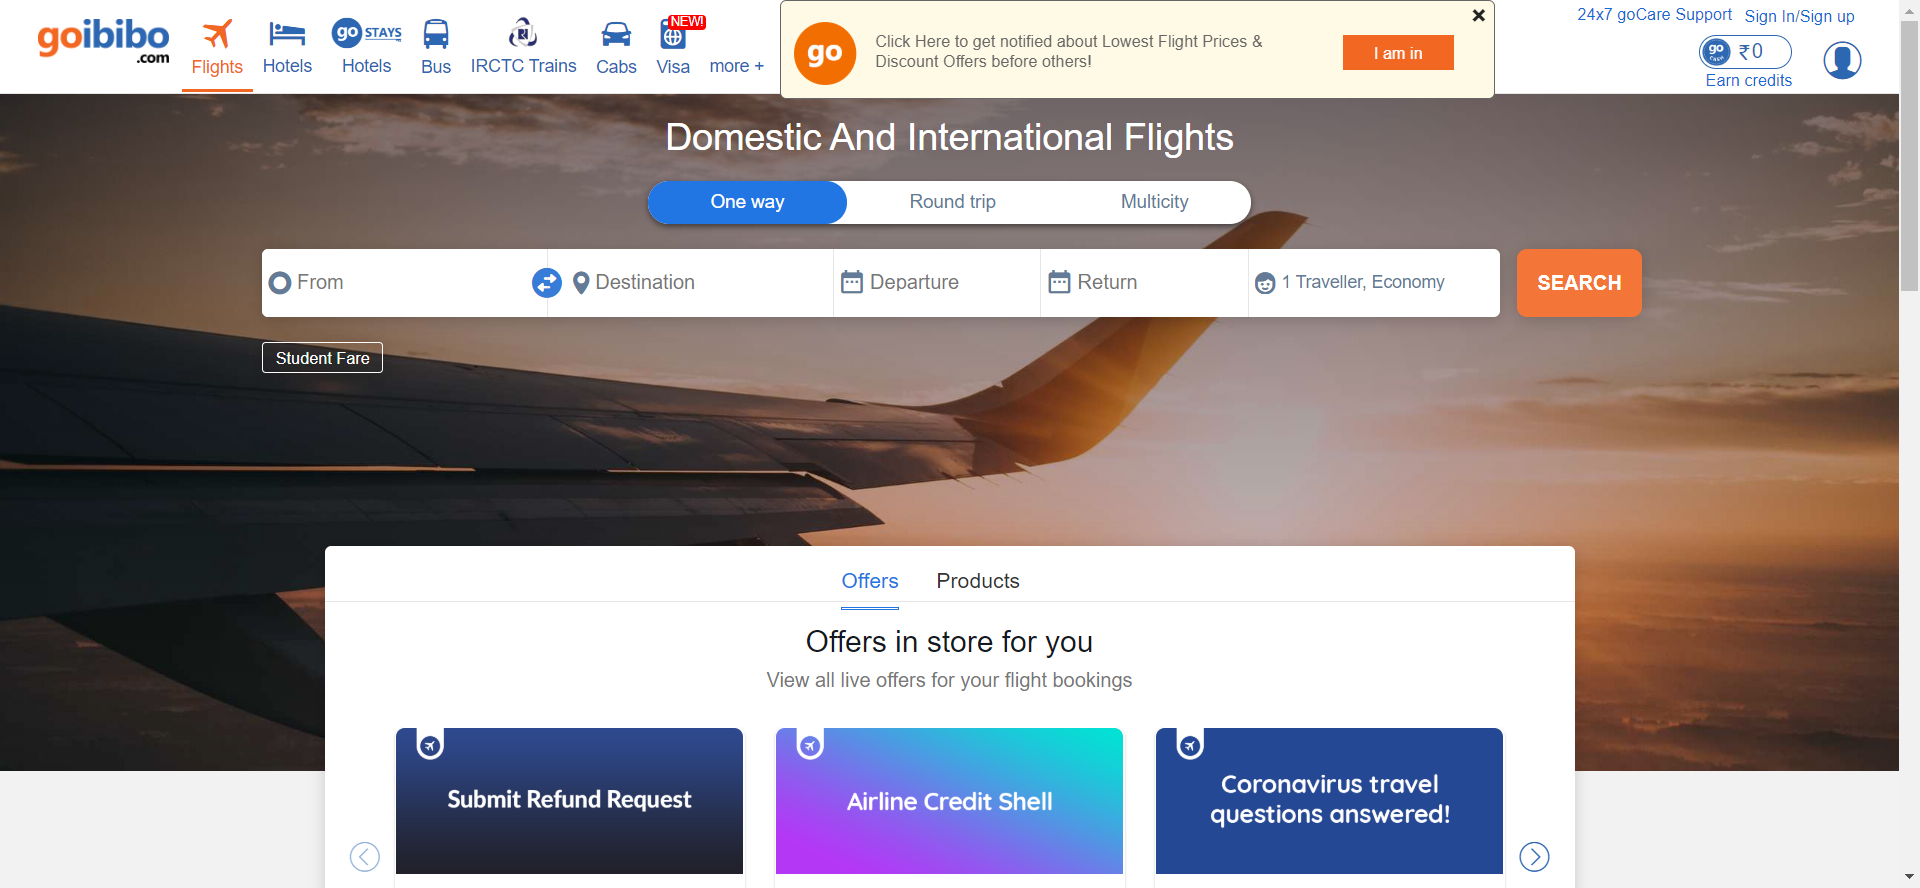 goibibo
.com
Flights
Hotels
go STAYS
Hotels
Bus
IRCTC Trains
Cabs
NEW!
Visa
more +
go
Click Here to get notified about Lowest Flight Prices &
Discount Offers before others!
I am in
24x7 goCare Support
Sign In/Sign up
go CASH ₹0
Earn credits
Domestic And International Flights
One way
Round trip
Multicity
From
Destination
Departure
Return
1 Traveller, Economy
SEARCH
Student Fare
Offers
Products
Offers in store for you
View all live offers for your flight bookings
Submit Refund Request
Airline Credit Shell
Coronavirus travel
questions answered!